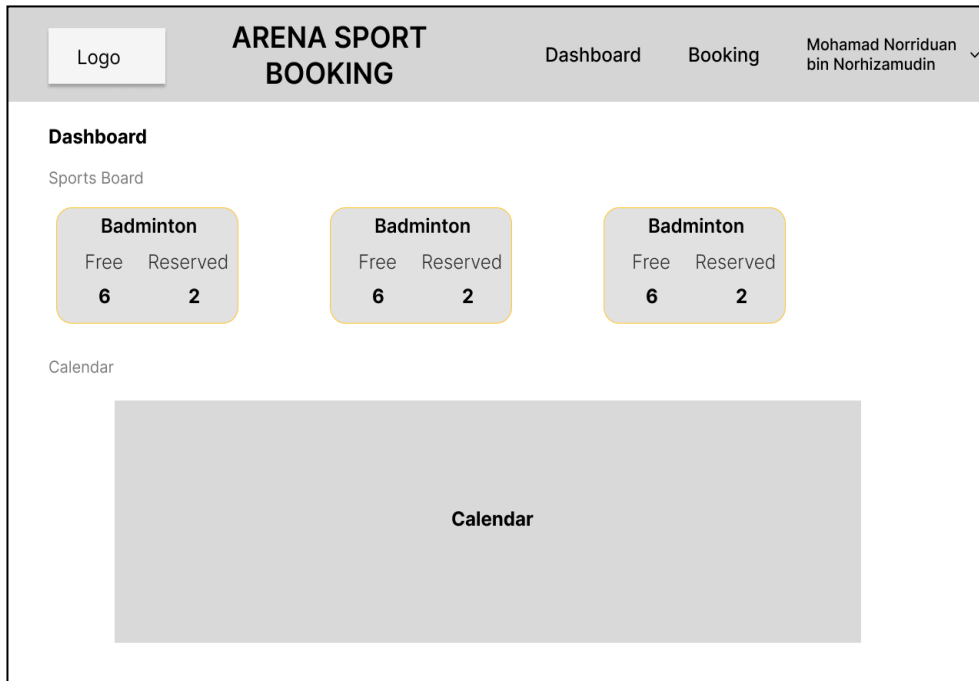 Logo
ARENA SPORT
BOOKING
Dashboard
Booking
Mohamad Norriduan
bin Norhizamudin
Dashboard
Sports Board
Badminton
Free Reserved
6 2
Badminton
Free Reserved
6 2
Badminton
Free Reserved
6 2
Calendar
Calendar